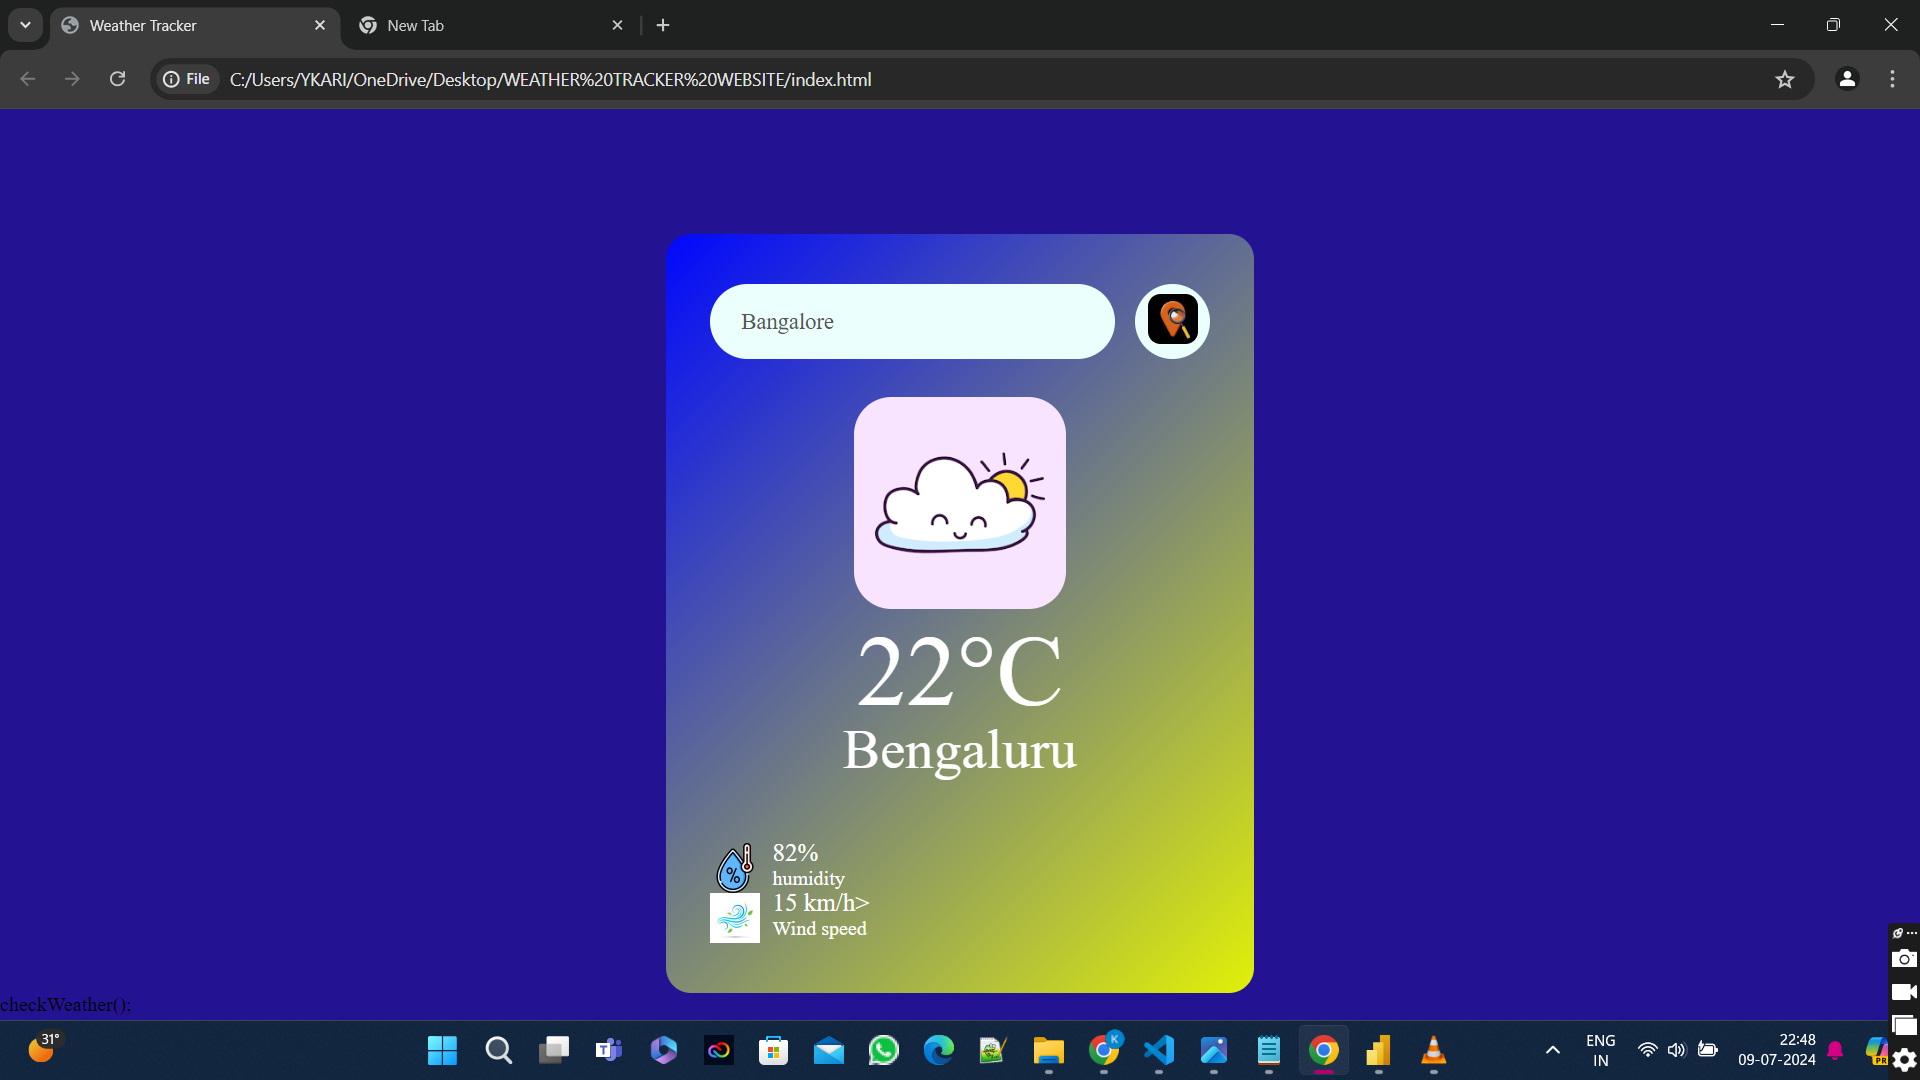 Weather Tracker
New Tab
File
C:/Users/YKARI/OneDrive/Desktop/WEATHER%20TRACKER%20WEBSITE/index.html
Bangalore
22°C
Bengaluru
%
82%
humidity
15 km/h>
Wind speed
checkWeather();
31°
T
K
ENG
IN
22:48
09-07-2024
PR